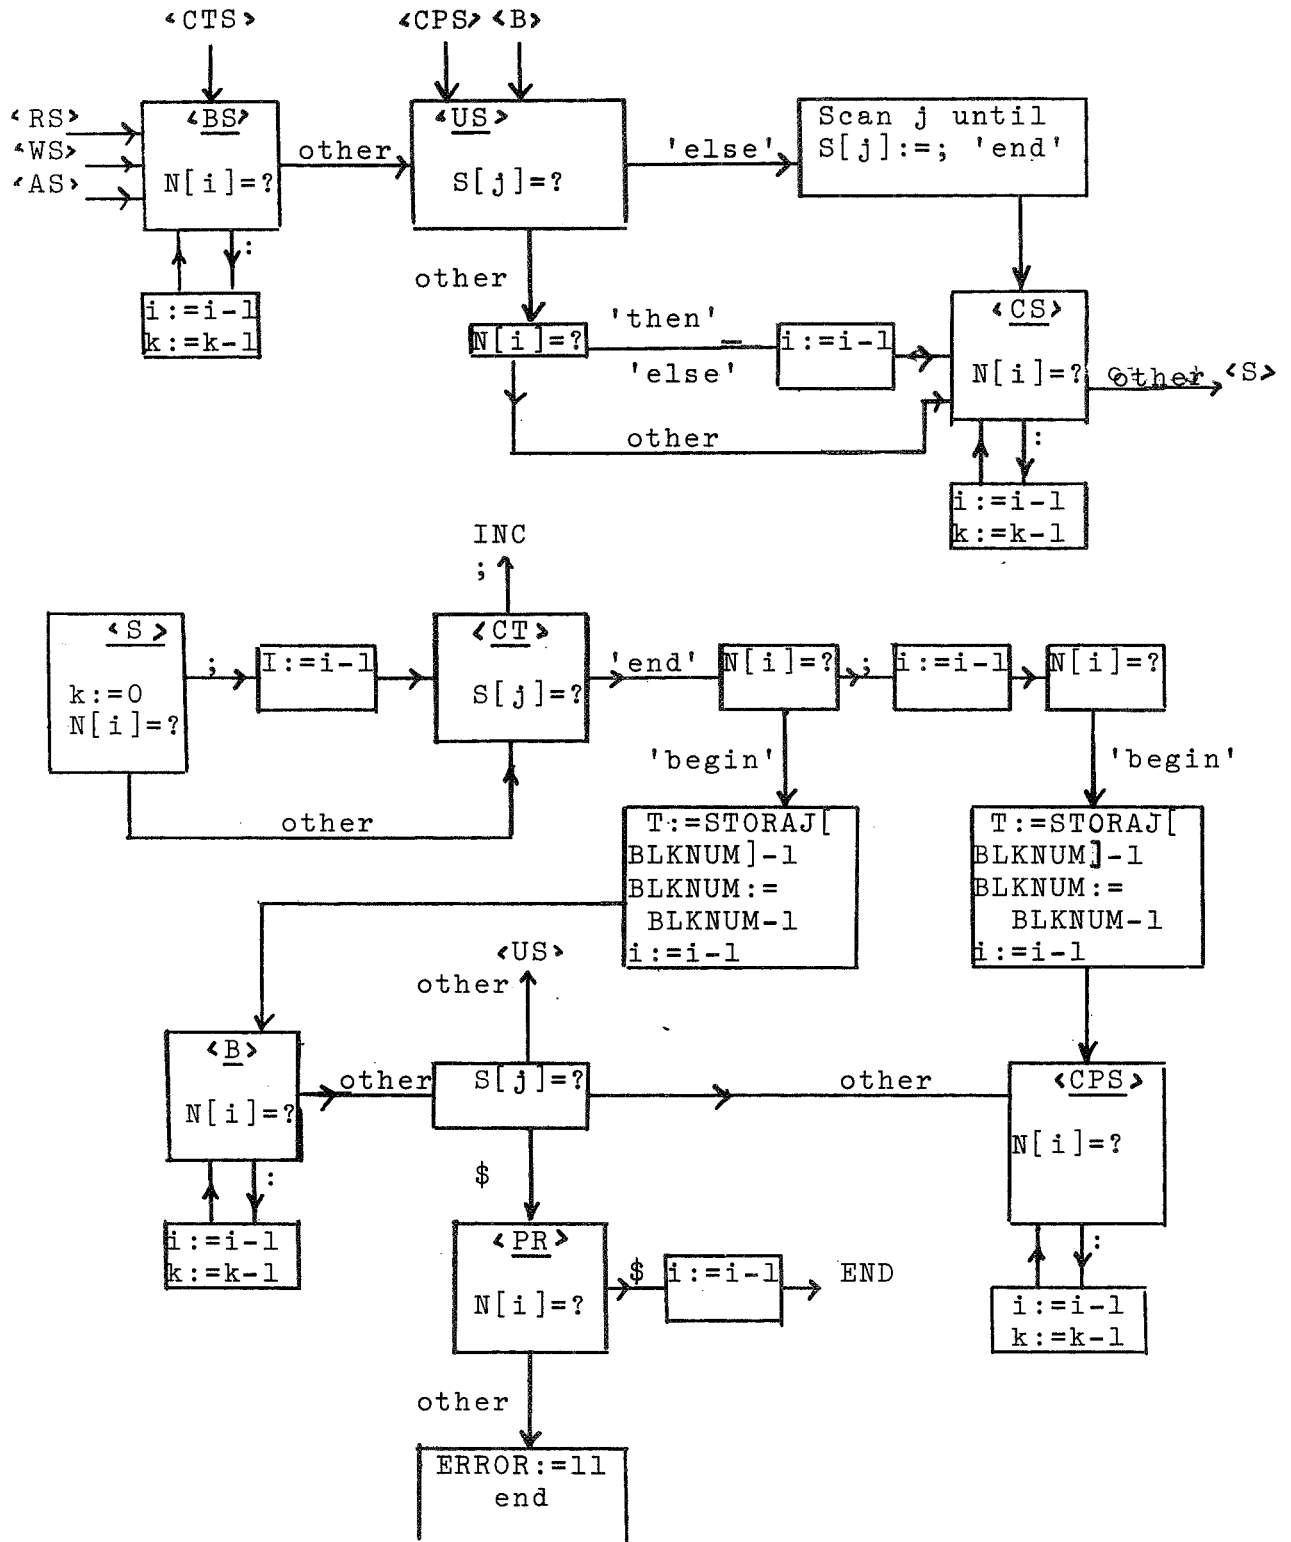 <CTS>
<CPS> <B>
<RS>
<WS>
<AS>
<BS>
N[i]=?
other
<US>
S[j]=?
'else'
Scan j until
S[j]:=; 'end'
:
i:=i-1
k:=k-1
other
N[i]=?
'then'
'else'
i:=i-1
other
<CS>
N[i]=?
other
<S>
:
i:=i-1
k:=k-1
INC
;
<S>
k:=0
N[i]=?
;
I:=i-1
<CT>
S[j]=?
'end'
N[i]=?
;
i:=i-1
N[i]=?
other
'begin'
'begin'
T:=STORAJ[
BLKNUM]-1
BLKNUM:=
BLKNUM-1
i:=i-1
T:=STORAJ[
BLKNUM]-1
BLKNUM:=
BLKNUM-1
i:=i-1
<US>
other
<B>
N[i]=?
other
S[j]=?
other
<CPS>
N[i]=?
:
i:=i-1
k:=k-1
$
<PR>
N[i]=?
$
i:=i-1
END
:
i:=i-1
k:=k-1
other
ERROR:=11
end